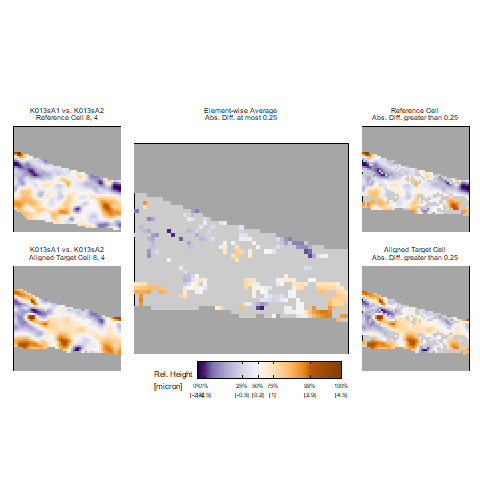 K013sA1 vs. K013sA2
Reference Cell 8, 4
Element-wise Average
Abs. Diff. at most 0.25
Reference Cell
Abs. Diff. greater than 0.25
K013sA1 vs. K013sA2
Aligned Target Cell 8, 4
Aligned Target Cell
Abs. Diff. greater than 0.25
Rel. Height
[micron]
0% 1% 25% 50% 75% 99% 100%
[-0.5] [0.2] [1] [2.9] [4.5]